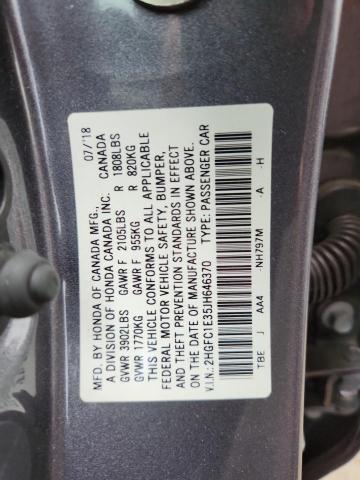 MFD. BY HONDA OF CANADA MFG., 07/'18
A DIVISION OF HONDA CANADA INC. CANADA
GVWR 3902LBS GAWR F 2105LBS R 1808LBS
GVWR 1770KG GAWR F 955KG R 820KG
THIS VEHICLE CONFORMS TO ALL APPLICABLE
FEDERAL MOTOR VEHICLE SAFETY, BUMPER,
AND THEFT PREVENTION STANDARDS IN EFFECT
ON THE DATE OF MANUFACTURE SHOWN ABOVE.
V.I.N.: 2HGFC1E35JH646370 PASSENGER CAR
TBE J AA4 NH797M -A -H